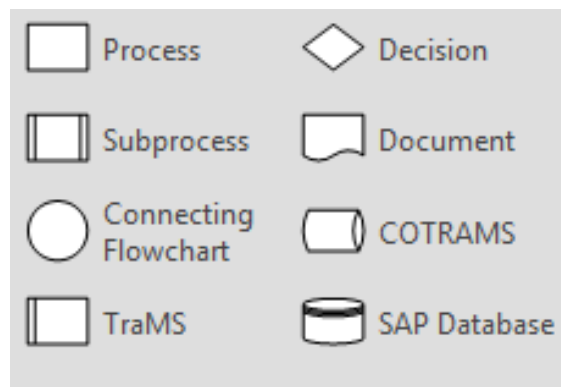 Process
Decision
Subprocess
Document
Connecting
Flowchart
COTRAMS
TraMS
SAP Database